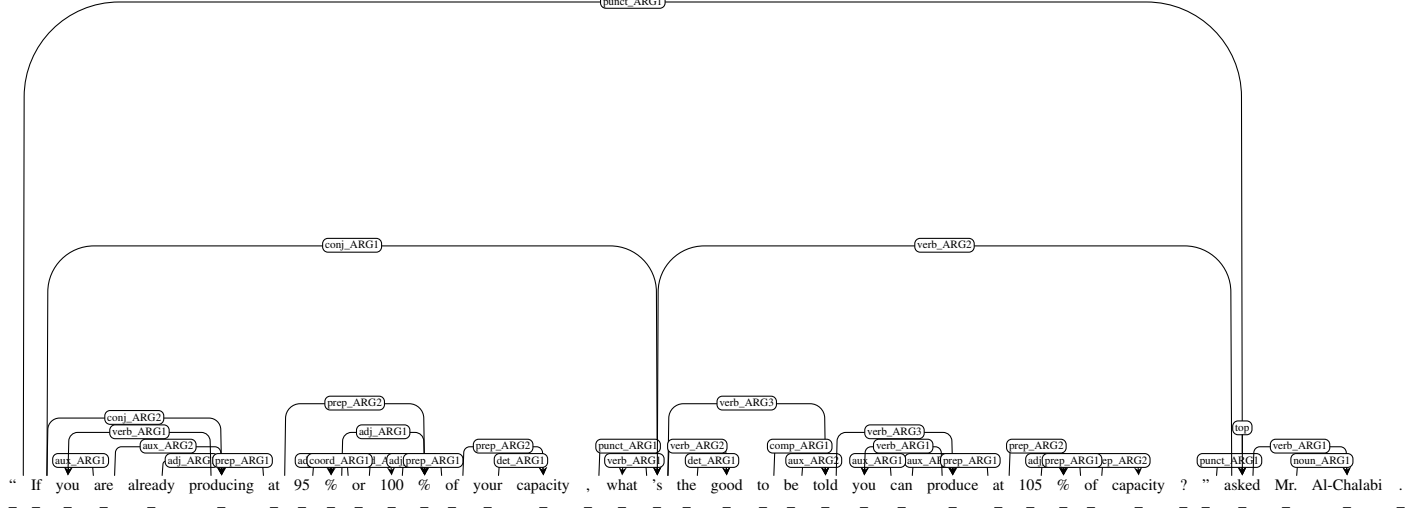 punct_ARG1
conj_ARG1 verb_ARG2
prep_ARG2 verb_ARG3
conj_ARG2
verb_ARG1 adj_ARG1 verb_ARG3 top
aux_ARG2 prep_ARG2 punct_ARG1 verb_ARG2 comp_ARG1 verb_ARG1 prep_ARG2 verb_ARG1
aux_ARG1 adj_ARG prep_ARG1 coord_ARG1 prep_ARG1 det_ARG1 verb_ARG1 det_ARG1 aux_ARG2 aux_ARG1 prep_ARG1 prep_ARG1 ep_ARG2 punct_ARG1 noun_ARG1
“ If you are already producing at 95 % or 100 % of your capacity , what 's the good to be told you can produce at 105 % of capacity ? ” asked Mr. Al-Chalabi .